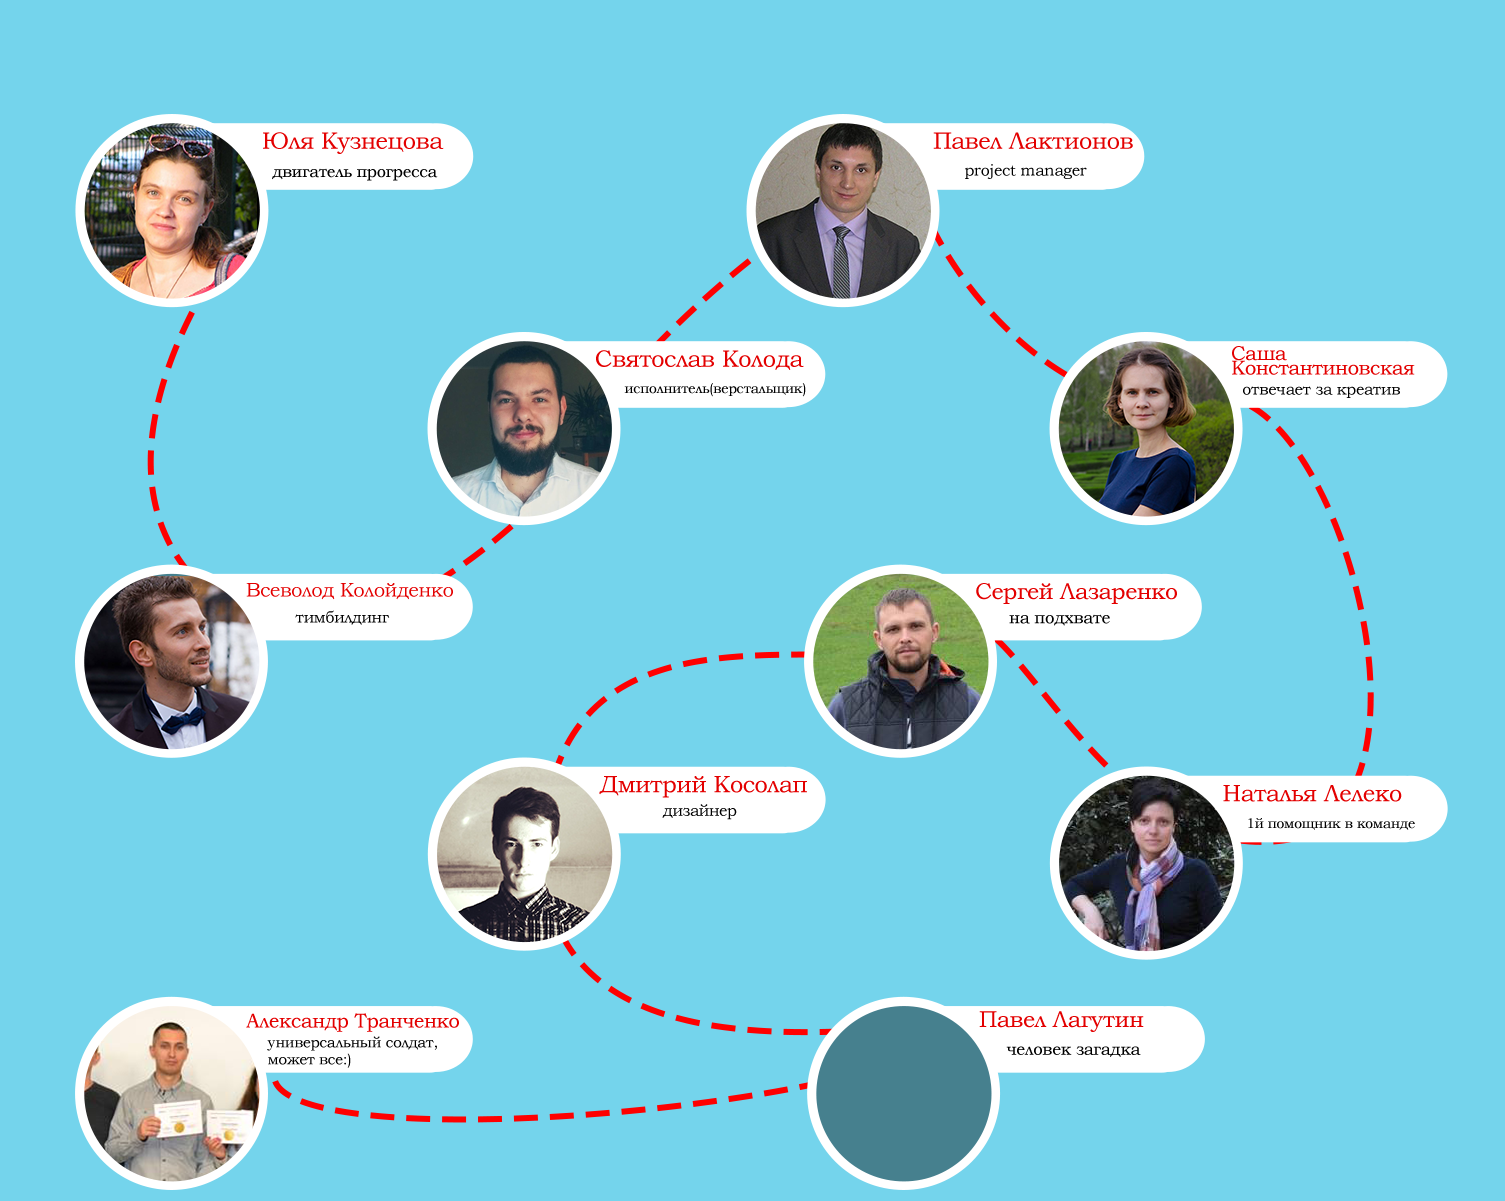 Юля Кузнецова
двигатель прогресса
Павел Лактионов
project manager
Святослав Колода
исполнитель(верстальщик)
Саша
Константиновская
отвечает за креатив
Всеволод Колойденко
тимбилдинг
Сергей Лазаренко
на подхвате
Дмитрий Косолап
дизайнер
Наталья Лелеко
1й помощник в команде
Александр Транченко
универсальный солдат,
может все:)
Павел Лагутин
человек загадка